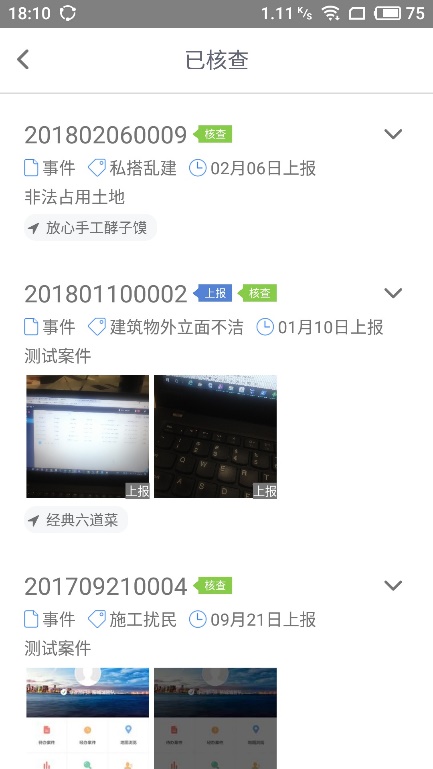 18:10 1.11 K/s 75
已核查
201802060009 核查
事件 私搭乱建 02月06日上报
非法占用土地
放心手工酵子馍
201801100002 上报 核查
事件 建筑物外立面不洁 01月10日上报
测试案件
上报 上报
经典六道菜
201709210004 核查
事件 施工扰民 09月21日上报
测试案件